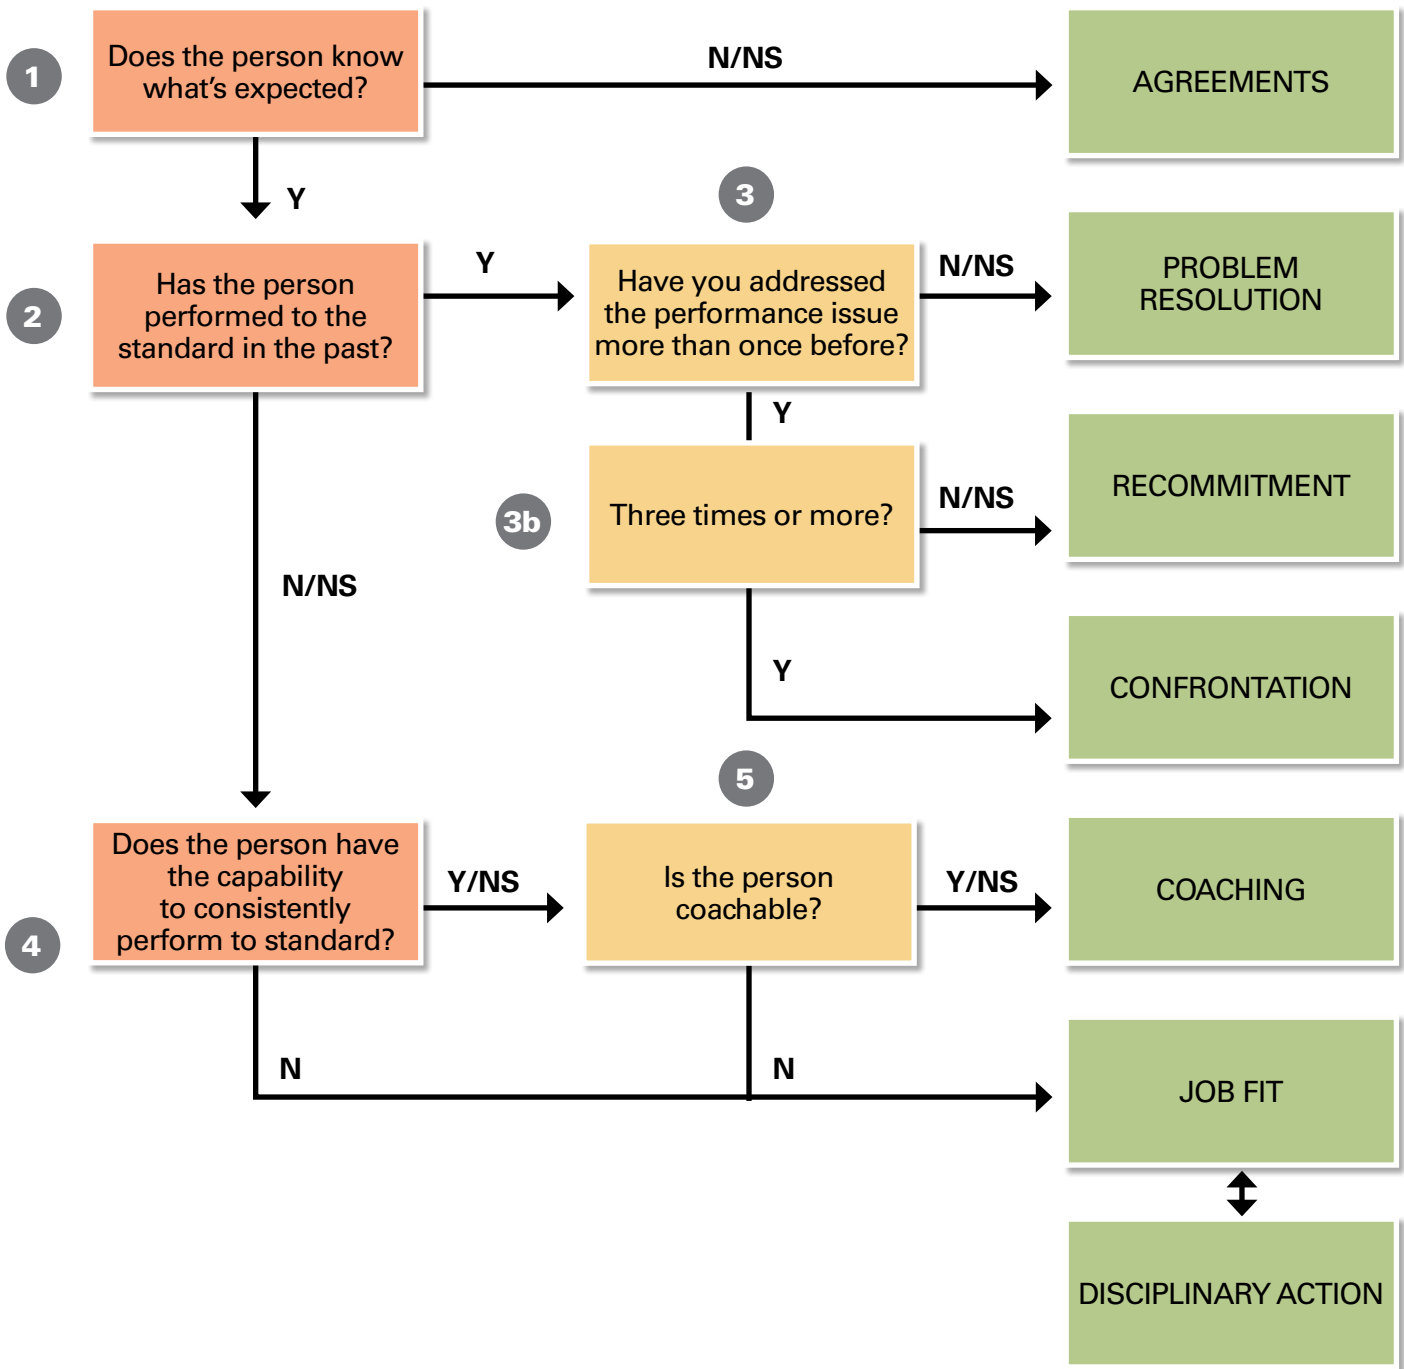 1
Does the person know
what's expected?
N/NS
AGREEMENTS
Y
2
Has the person
performed to the
standard in the past?
Y
3
Have you addressed
the performance issue
more than once before?
N/NS
PROBLEM
RESOLUTION
Y
3b
Three times or more?
N/NS
RECOMMITMENT
N/NS
Y
CONFRONTATION
4
Does the person have
the capability
to consistently
perform to standard?
Y/NS
5
Is the person
coachable?
Y/NS
COACHING
N
N
JOB FIT
DISCIPLINARY ACTION